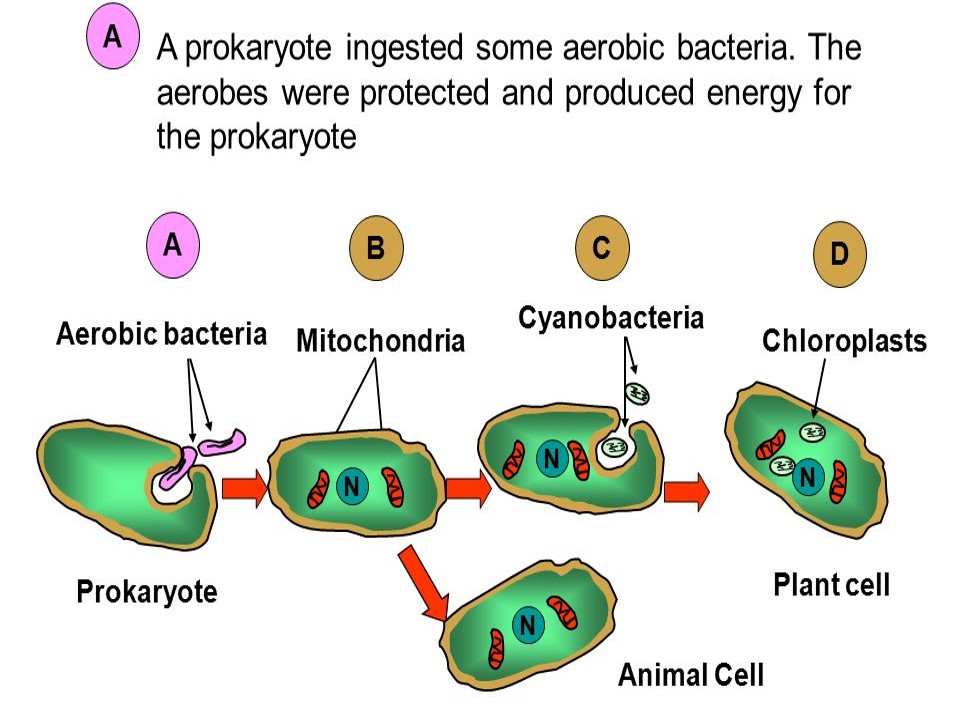 A
A prokaryote ingested some aerobic bacteria. The
aerobes were protected and produced energy for
the prokaryote
A
B
C
D
Aerobic bacteria
Mitochondria
Cyanobacteria
Chloroplasts
N
N
N
Prokaryote
Plant cell
N
Animal Cell